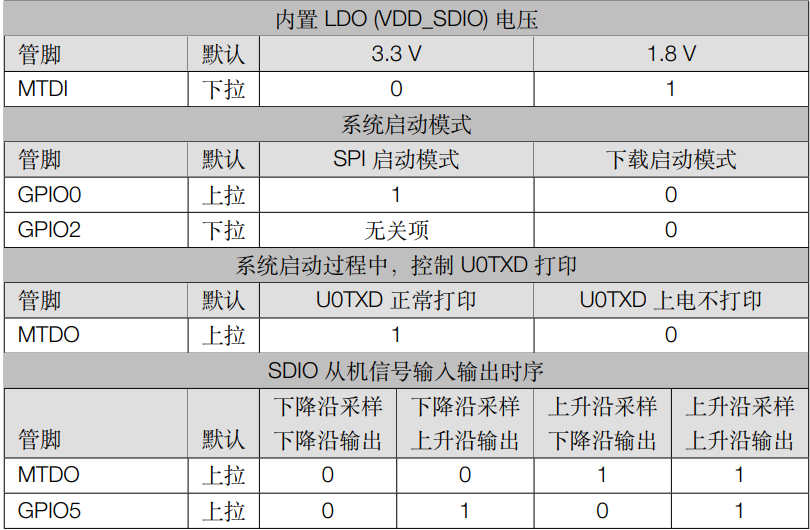 内置 LDO (VDD_SDIO) 电压
管脚 默认 3.3 V 1.8 V
MTDI 下拉 0 1
系统启动模式
管脚 默认 SPI 启动模式 下载启动模式
GPIO0 上拉 1 0
GPIO2 下拉 无关项 0
系统启动过程中，控制 U0TXD 打印
管脚 默认 U0TXD 正常打印 U0TXD 上电不打印
MTDO 上拉 1 0
SDIO 从机信号输入输出时序
下降沿采样 下降沿采样 上升沿采样 上升沿采样
管脚 默认 下降沿输出 上升沿输出 下降沿输出 上升沿输出
MTDO 上拉 0 0 1 1
GPIO5 上拉 0 1 0 1